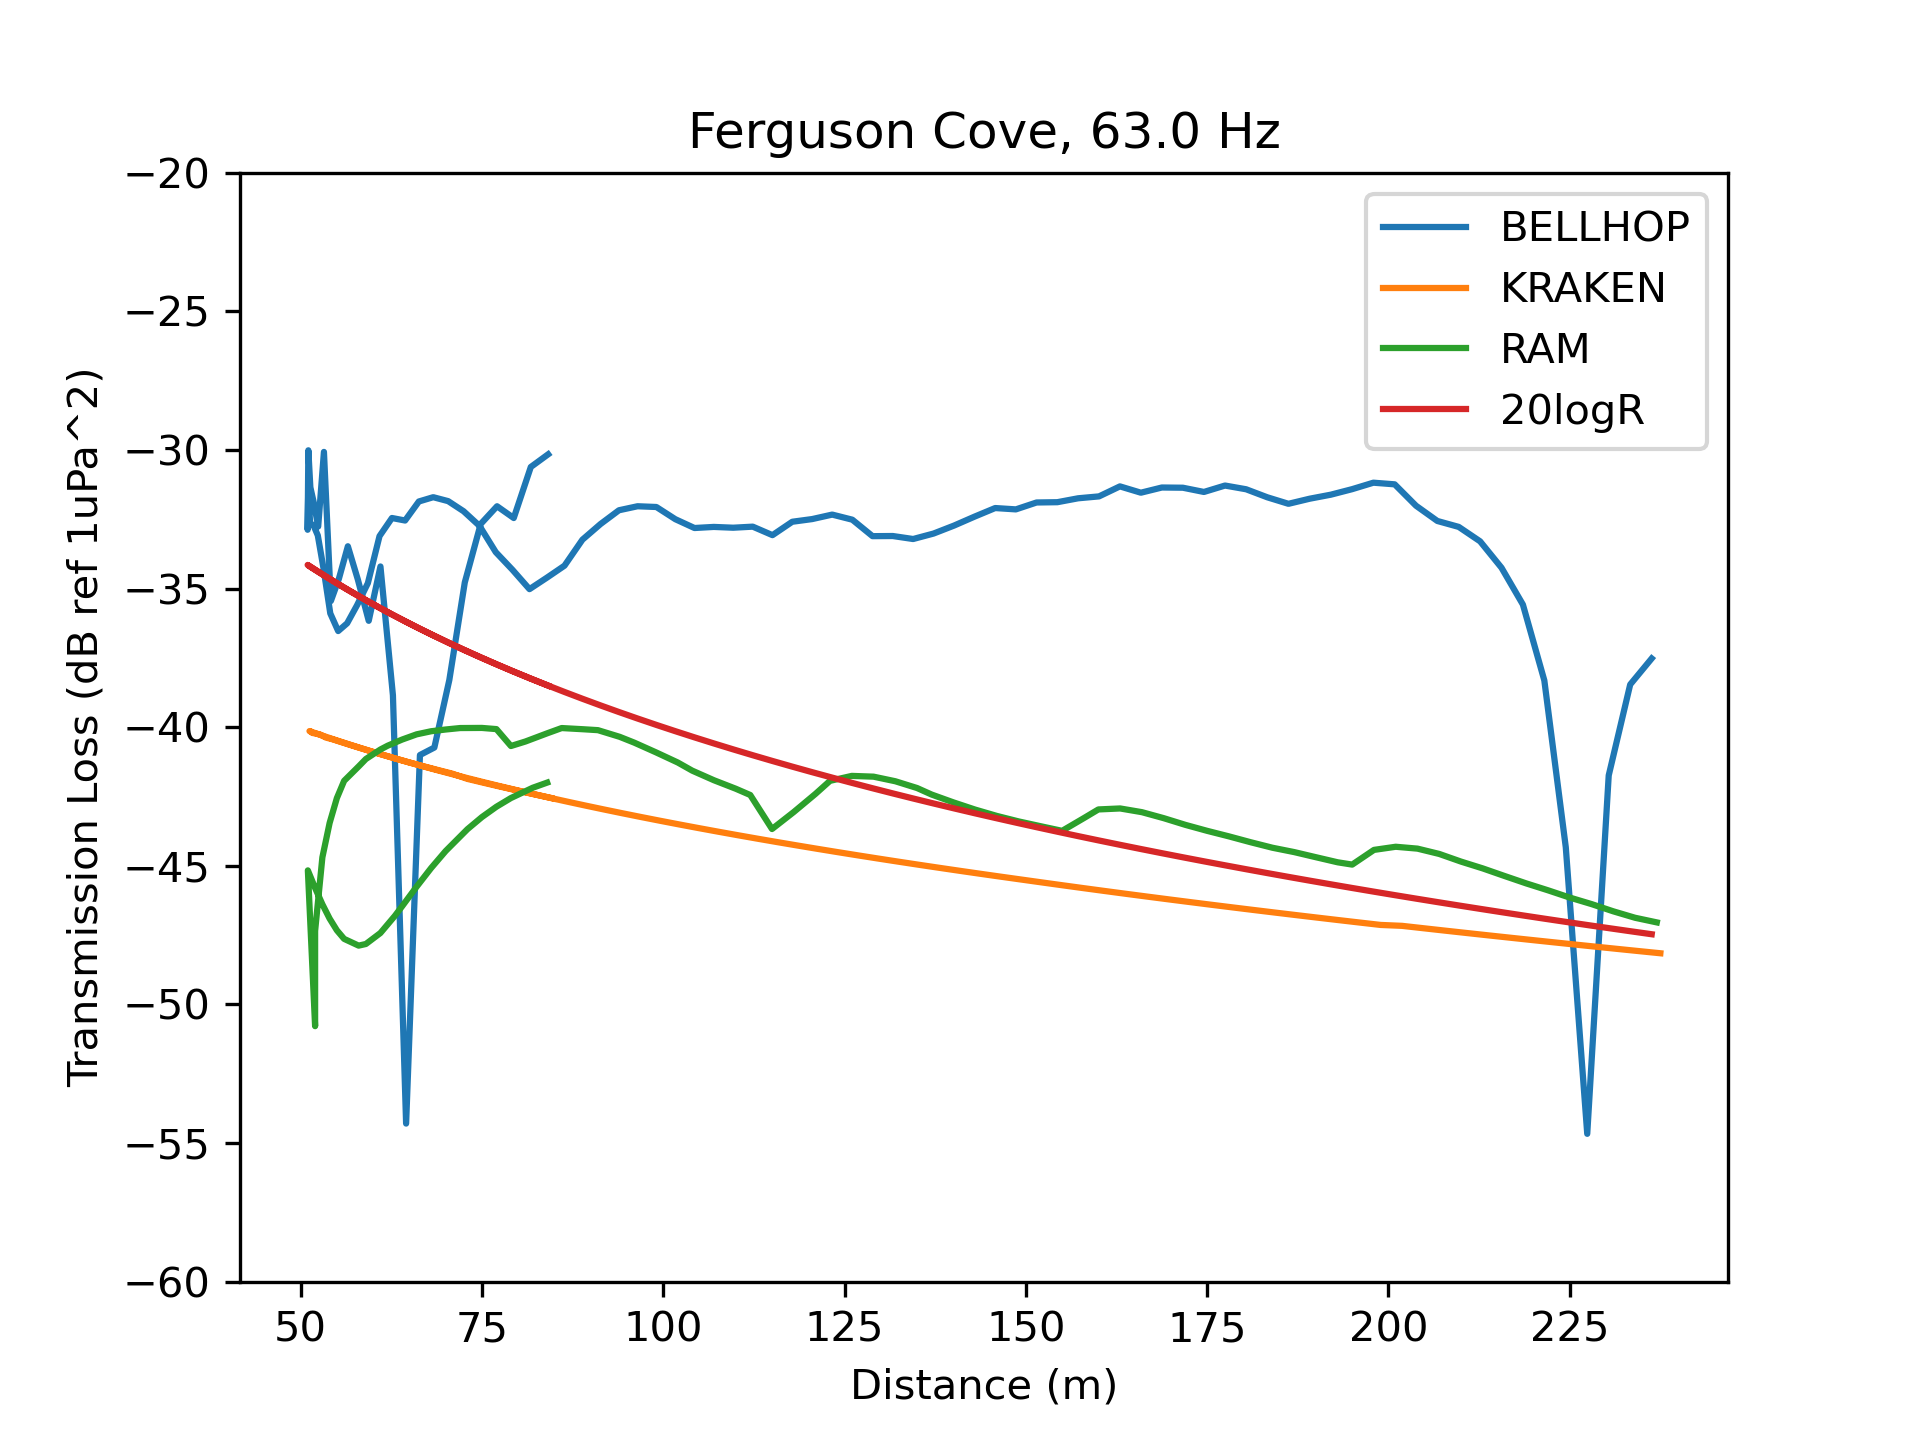 Ferguson Cove, 63.0 Hz
−20
−25
−30
−35
−40
−45
−50
−55
−60
Transmission Loss (dB ref 1uPa^2)
BELLHOP
KRAKEN
RAM
20logR
50 75 100 125 150 175 200 225
Distance (m)